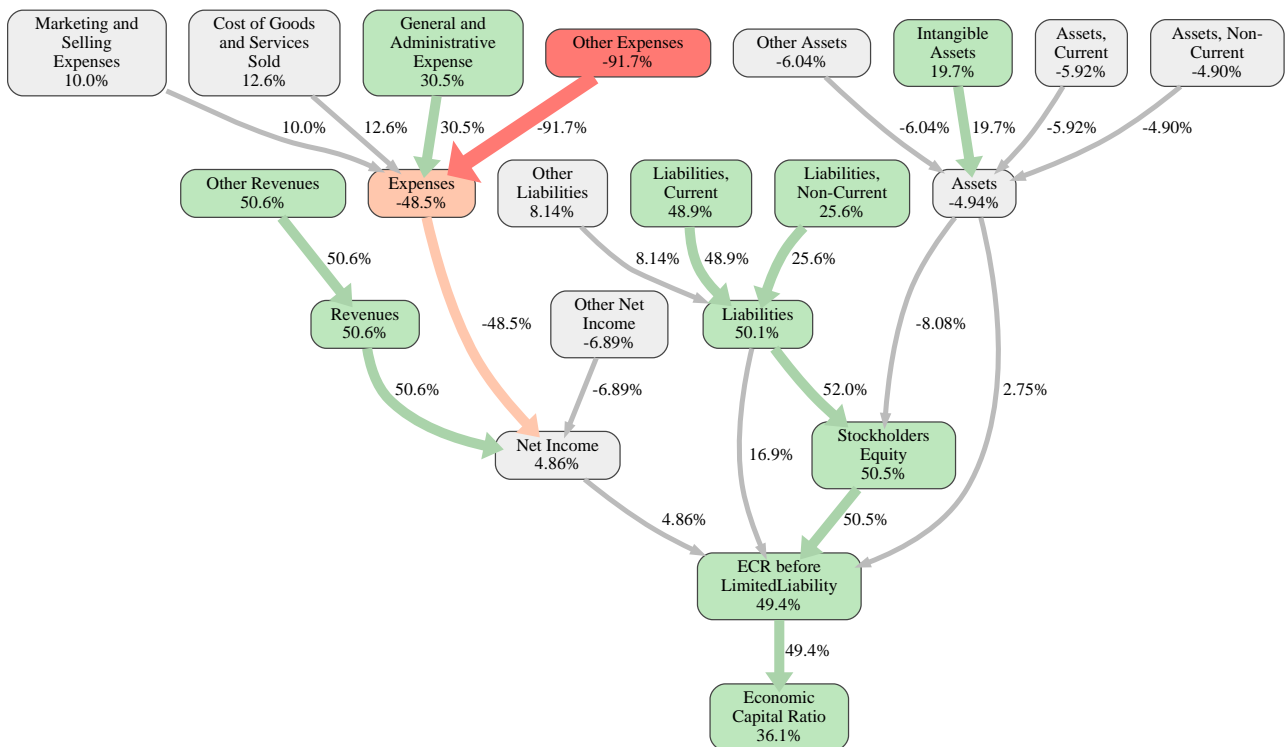 Marketing and
Selling
Expenses
10.0%
Cost of Goods
and Services
Sold
12.6%
General and
Administrative
Expense
30.5%
Other Expenses
-91.7%
Other Assets
-6.04%
Intangible
Assets
19.7%
Assets,
Current
-5.92%
Assets, Non-
Current
-4.90%
10.0%
12.6%
30.5%
-91.7%
-6.04%
19.7%
-5.92%
-4.90%
Other Revenues
50.6%
Expenses
-48.5%
Other
Liabilities
8.14%
Liabilities,
Current
48.9%
Liabilities,
Non-Current
25.6%
Assets
-4.94%
50.6%
8.14%
48.9%
25.6%
Revenues
50.6%
-48.5%
Other Net
Income
-6.89%
Liabilities
50.1%
-8.08%
50.6%
-6.89%
52.0%
2.75%
Net Income
4.86%
16.9%
Stockholders
Equity
50.5%
4.86%
50.5%
ECR before
LimitedLiability
49.4%
49.4%
Economic
Capital Ratio
36.1%